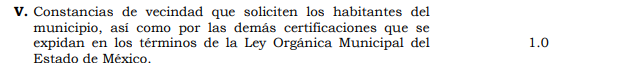 V. Constancias de vecindad que soliciten los habitantes del
municipio, así como por las demás certificaciones que se
expidan en los términos de la Ley Orgánica Municipal del 1.0
Estado de México.